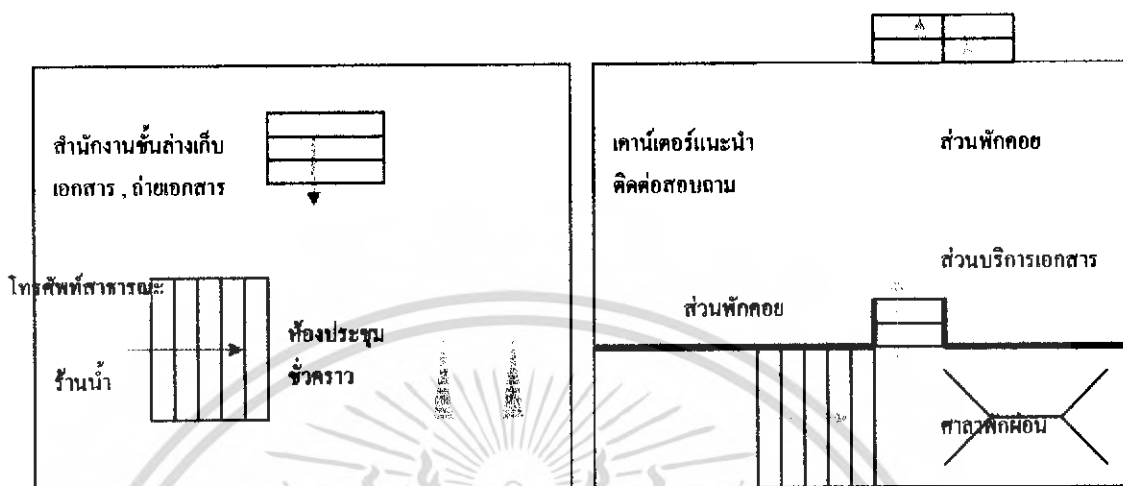 สำนักงานชั้นล่างเก็บ
เอกสาร , ถ่ายเอกสาร
โทรศัพท์สาธารณะ
ร้านน้ำ
ห้องประชุม
ชั่วคราว
เคาน์เตอร์แนะนำ
ติดต่อสอบถาม
ส่วนพักคอย
ส่วนบริการเอกสาร
ส่วนพักคอย
ศาลาพักผ่อน